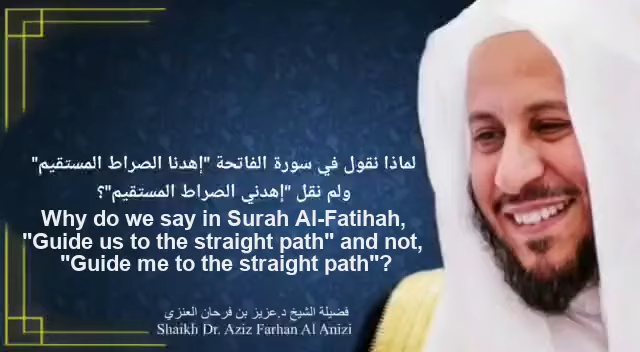 لماذا نقول في سورة الفاتحة "إهدنا الصراط المستقيم"
ولم نقل "إهدني الصراط المستقيم"؟
Why do we say in Surah Al-Fatihah,
"Guide us to the straight path" and not,
"Guide me to the straight path"?
فضيلة الشيخ د.عزيز بن فرحان العنزي
Shaikh Dr. Aziz Farhan Al Anizi